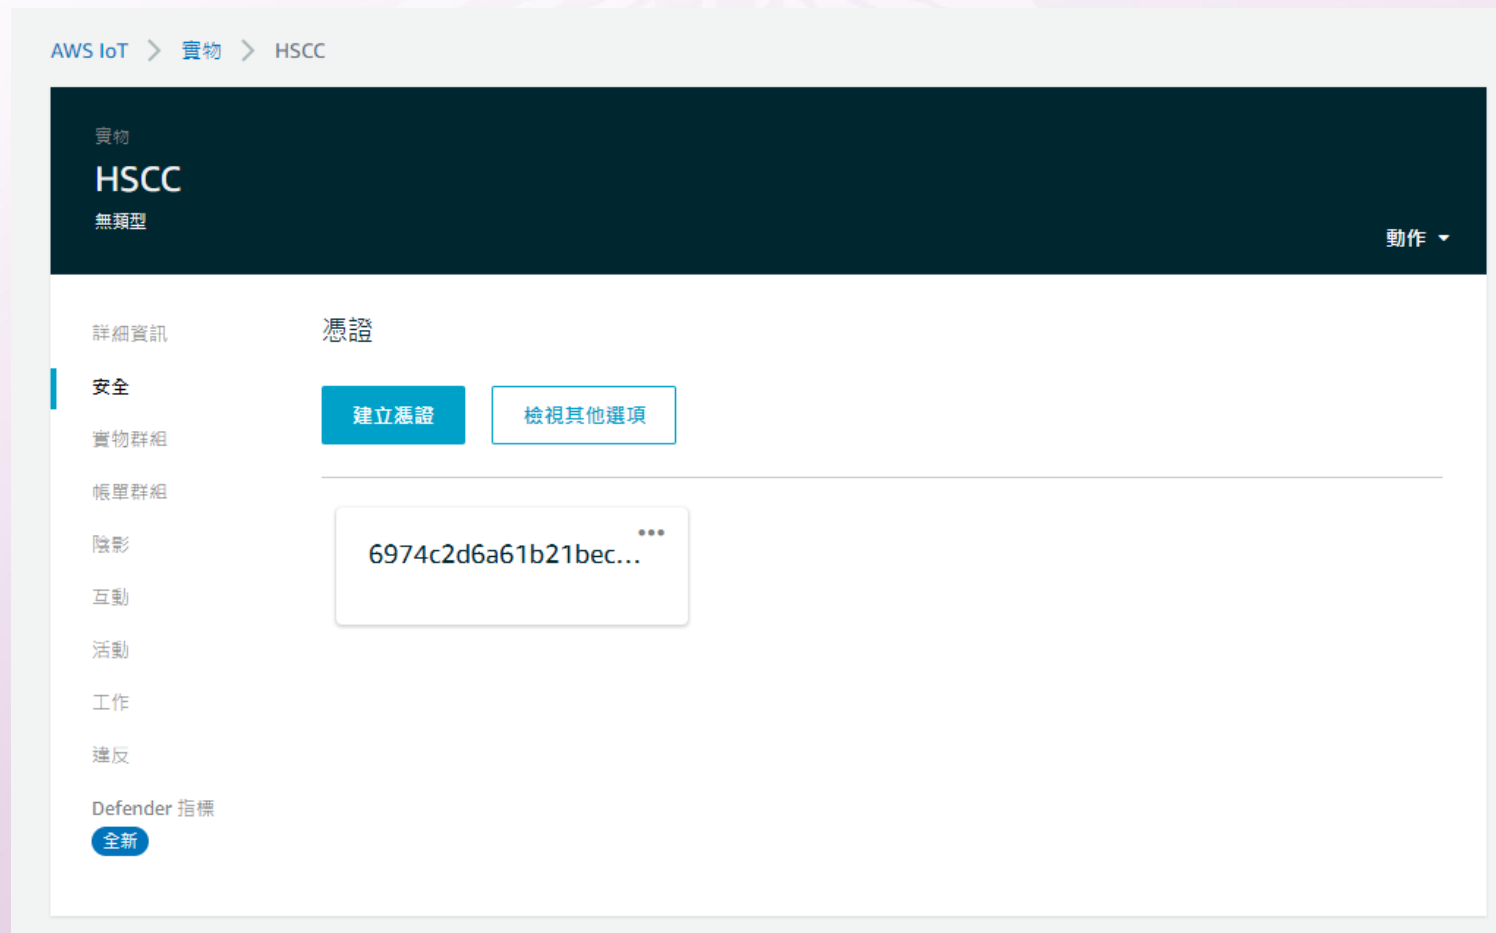 AWS IoT > 實物 > HSCC
實物
HSCC
無類型
動作
詳細資訊
安全
實物群組
帳單群組
陰影
互動
活動
工作
違反
Defender 指標
全新
憑證
建立憑證
檢視其他選項
6974c2d6a61b21bec...